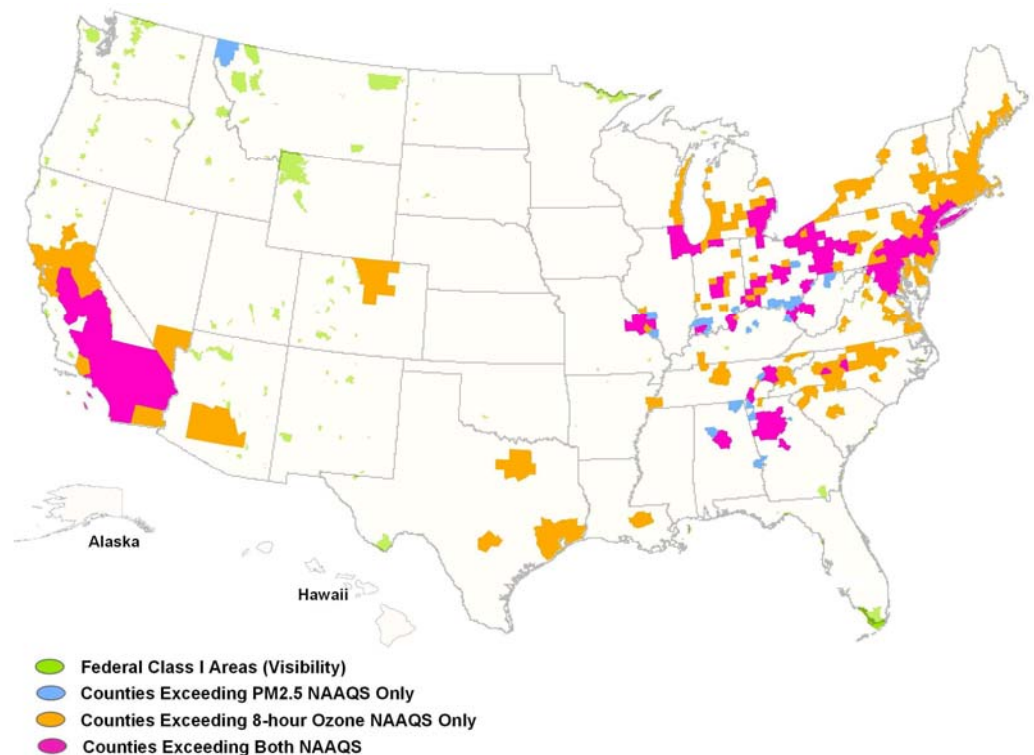 Alaska
Hawaii
Federal Class I Areas (Visibility)
Counties Exceeding PM2.5 NAAQS Only
Counties Exceeding 8-hour Ozone NAAQS Only
Counties Exceeding Both NAAQS